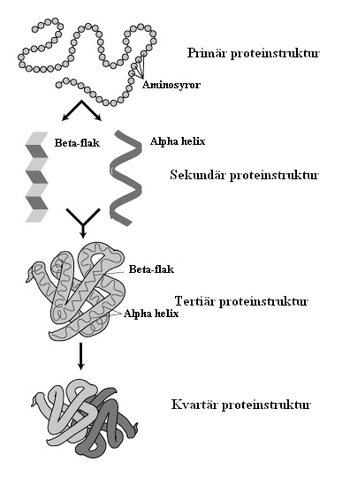 Primär proteinstruktur
Aminosyror
Beta-flak
Alpha helix
Sekundär proteinstruktur
Beta-flak
Tertiär proteinstruktur
Alpha helix
Kvartär proteinstruktur